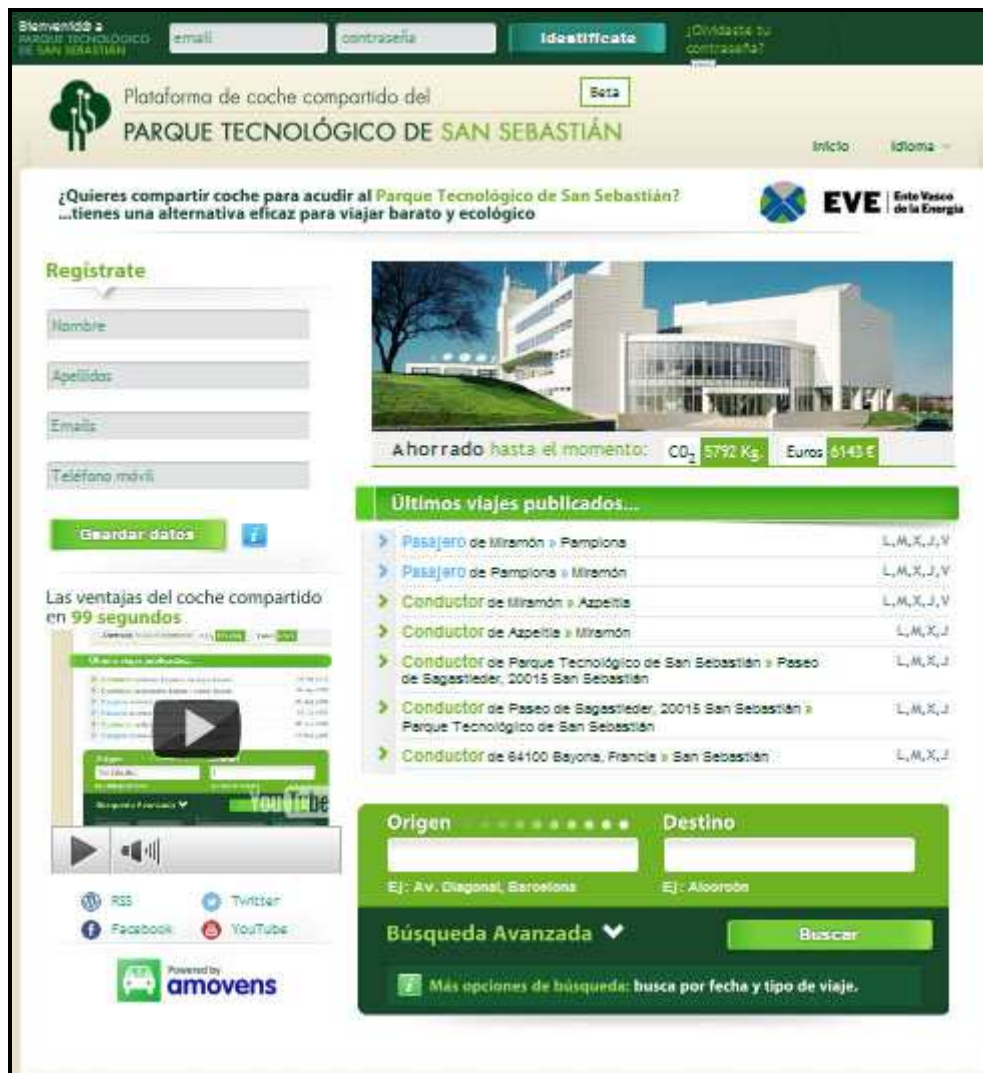 Bienvenid@ a
PARQUE TECNOLÓGICO
DE SAN SEBASTIÁN
email
contraseña
Identifícate
¿Olvidaste tu
contraseña?
Plataforma de coche compartido del
Beta
PARQUE TECNOLÓGICO DE SAN SEBASTIÁN
Inicio
Idioma
¿Quieres compartir coche para acudir al Parque Tecnológico de San Sebastián?
...tienes una alternativa eficaz para viajar barato y ecológico
EVE
Ente Vasco
de la Energía
Regístrate
Nombre
Apellidos
Emails
Teléfono móvil
Guardar datos
Ahorrado hasta el momento: CO2 5792 Kg. Euros 6143 €
Últimos viajes publicados...
Pasajero de Miramón » Pamplona L,M,X,J,V
Pasajero de Pamplona » Miramón L,M,X,J,V
Conductor de Miramón » Azpeitia L,M,X,J,V
Conductor de Azpeitia » Miramón L,M,X,J
Conductor de Parque Tecnológico de San Sebastián » Paseo L,M,X,J
de Sagastieder, 20015 San Sebastián
Conductor de Paseo de Sagastieder, 20015 San Sebastián » L,M,X,J
Parque Tecnológico de San Sebastián
Conductor de 64100 Bayona, Francia » San Sebastián L,M,X,J
Las ventajas del coche compartido
en 99 segundos
Últimos viajes publicados...
Origen
Búsqueda Avanzada
YouTube
RSS
Twitter
Facebook
YouTube
Powered by
amovens
Origen
Destino
Ej: Av. Diagonal, Barcelona
Ej: Alcorcón
Búsqueda Avanzada
Buscar
Más opciones de búsqueda: busca por fecha y tipo de viaje.